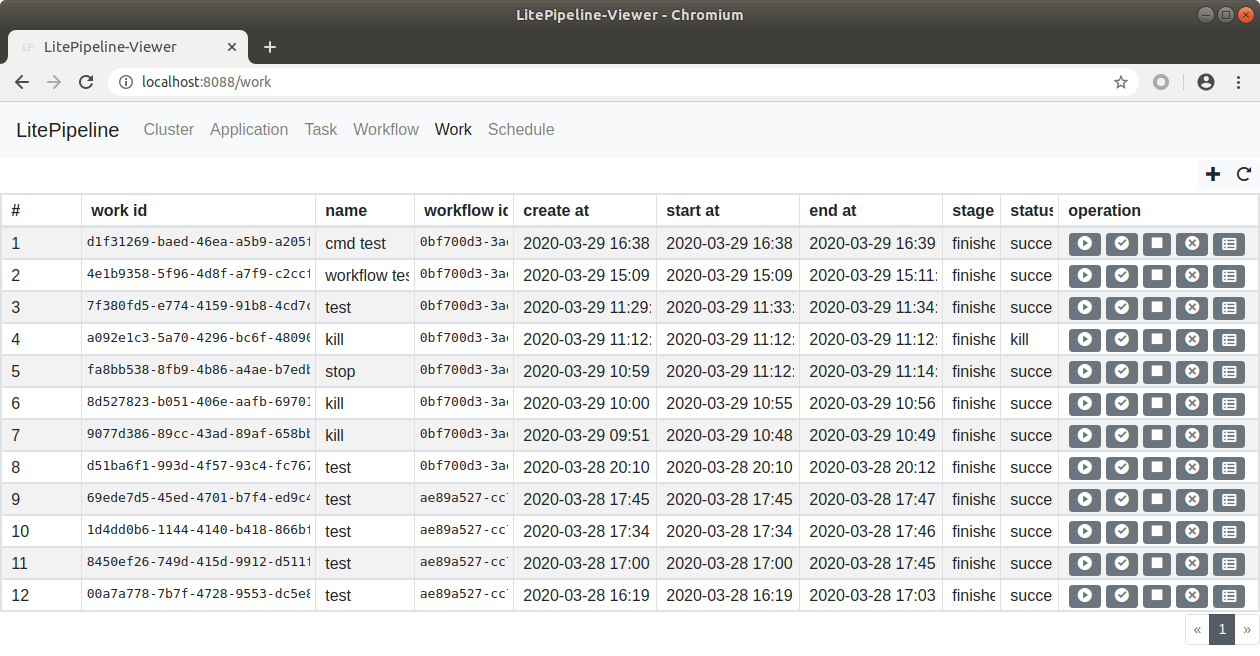 LitePipeline-Viewer - Chromium
LP LitePipeline-Viewer
localhost:8088/work
LitePipeline Cluster Application Task Workflow Work Schedule
# work id name workflow id create at start at end at stage status operation
1 d1f31269-baed-46ea-a5b9-a205f cmd test 0bf700d3-3a 2020-03-29 16:38 2020-03-29 16:38 2020-03-29 16:39 finishe succe
2 4e1b9358-5f96-4d8f-a7f9-c2ccf workflow tes 0bf700d3-3a 2020-03-29 15:09 2020-03-29 15:09 2020-03-29 15:11: finishe succe
3 7f380fd5-e774-4159-91b8-4cd7c test 0bf700d3-3a 2020-03-29 11:29: 2020-03-29 11:33: 2020-03-29 11:34: finishe succe
4 a092e1c3-5a70-4296-bc6f-48090 kill 0bf700d3-3a 2020-03-29 11:12: 2020-03-29 11:12: 2020-03-29 11:12: finishe kill
5 fa8bb538-8fb9-4b86-a4ae-b7edb stop 0bf700d3-3a 2020-03-29 10:59 2020-03-29 11:12: 2020-03-29 11:14: finishe succe
6 8d527823-b051-406e-aafb-69701 kill 0bf700d3-3a 2020-03-29 10:00 2020-03-29 10:55 2020-03-29 10:56 finishe succe
7 9077d386-89cc-43ad-89af-658bb kill 0bf700d3-3a 2020-03-29 09:51 2020-03-29 10:48 2020-03-29 10:49 finishe succe
8 d51ba6f1-993d-4f57-93c4-fc767 test 0bf700d3-3a 2020-03-28 20:10 2020-03-28 20:10 2020-03-28 20:12 finishe succe
9 69ede7d5-45ed-4701-b7f4-ed9c4 test ae89a527-cc 2020-03-28 17:45 2020-03-28 17:45 2020-03-28 17:47 finishe succe
10 1d4dd0b6-1144-4140-b418-866bf test ae89a527-cc 2020-03-28 17:34 2020-03-28 17:34 2020-03-28 17:46 finishe succe
11 8450ef26-749d-415d-9912-d511f test ae89a527-cc 2020-03-28 17:00 2020-03-28 17:00 2020-03-28 17:45 finishe succe
12 00a7a778-7b7f-4728-9553-dc5e8 test ae89a527-cc 2020-03-28 16:19 2020-03-28 16:19 2020-03-28 17:03 finishe succe
« 1 »